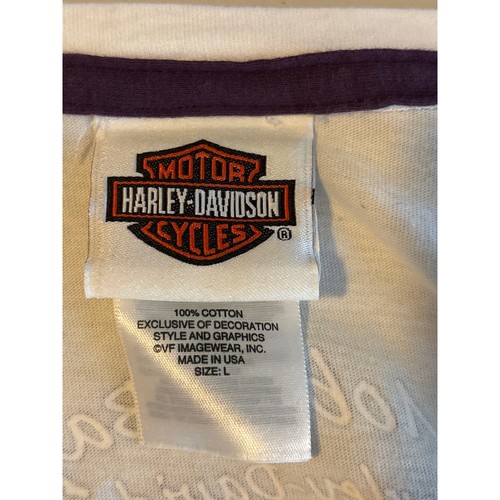 MOTOR
HARLEY-DAVIDSON
CYCLES
®
100% COTTON
EXCLUSIVE OF DECORATION
STYLE AND GRAPHICS
©VF IMAGEWEAR, INC.
MADE IN USA
SIZE: L